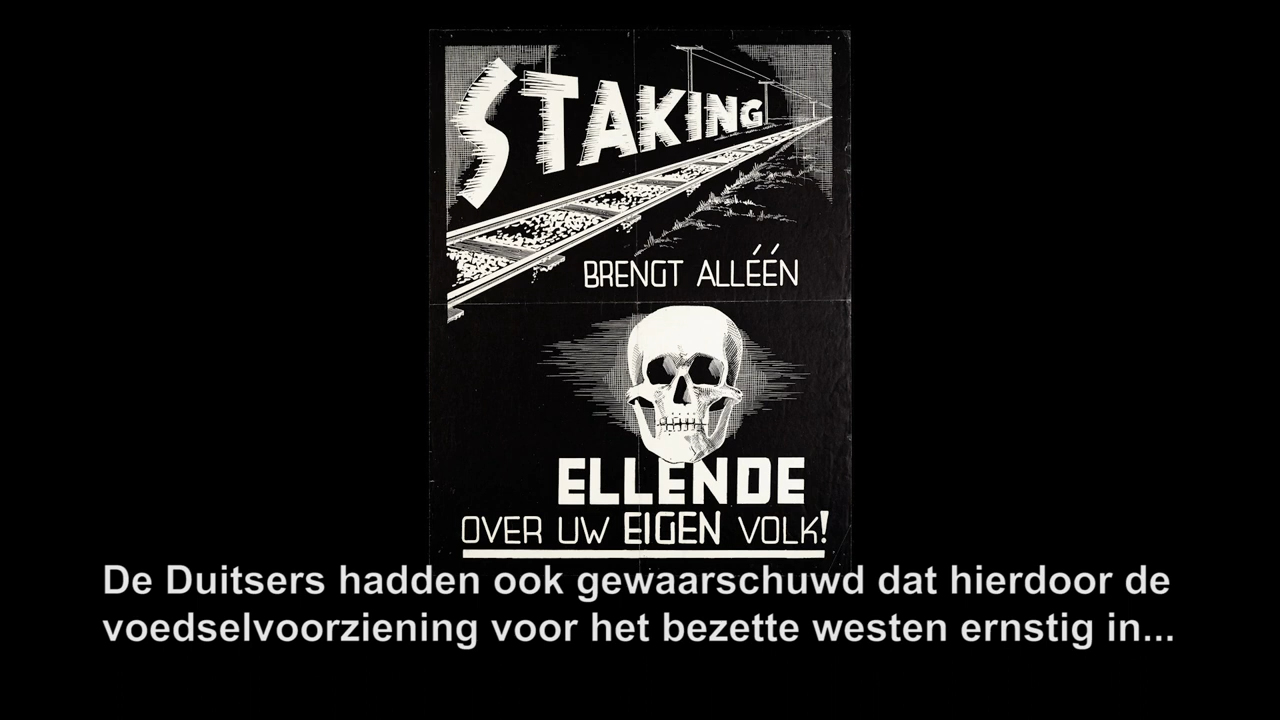 STAKING
BRENGT ALLÉÉN
ELLENDE
OVER UW EIGEN VOLK!
De Duitsers hadden ook gewaarschuwd dat hierdoor de
voedselvoorziening voor het bezette westen ernstig in...